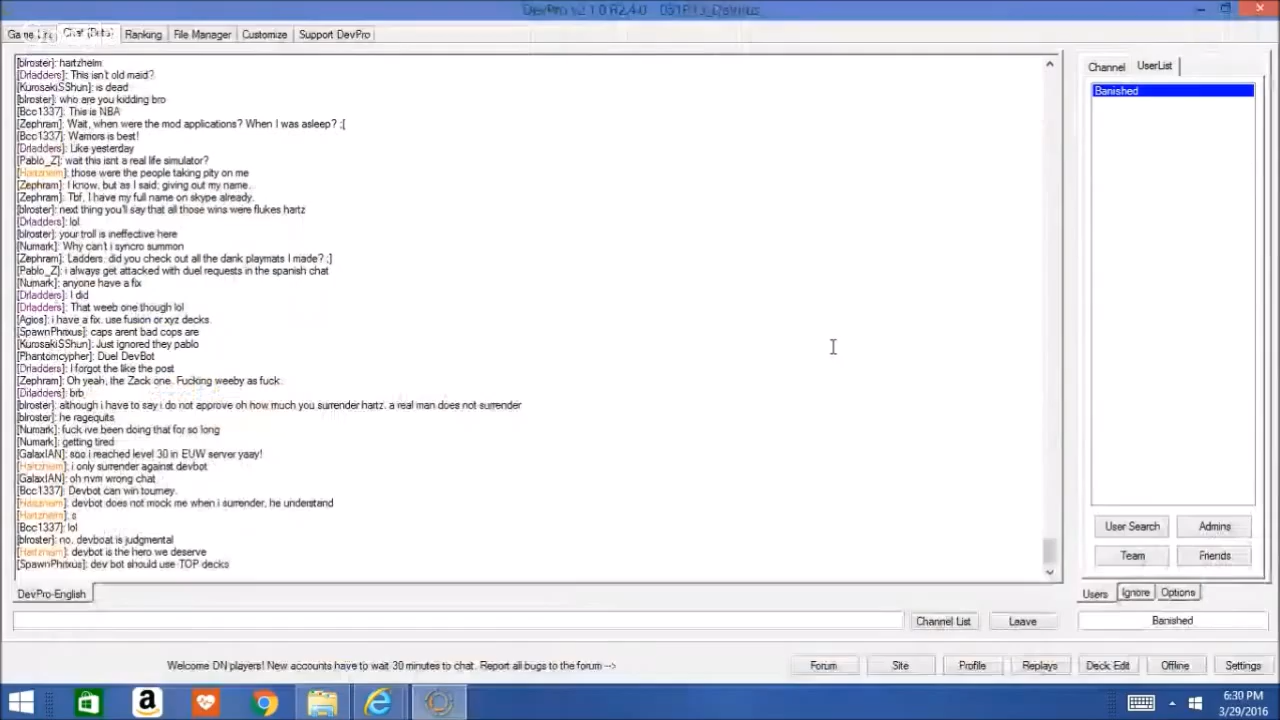 DevPro v2.1.0 R2.4.0
Ranking
File Manager
Customize
Support DevPro
[blroster]: hartzheim
[Drladders]: This isn't old maid?
[KurosakiSShun]: is dead
[blroster]: who are you kidding bro
[Bcc1337]: This is NBA
[Zephram]: Wait, when were the mod applications? When I was asleep? ;[
[Bcc1337]: Warriors is best!
[Drladders]: Like yesterday
[Pablo_Z]: wait this isnt a real life simulator?
[Hartzheim]: those were the people taking pity on me
[Zephram]: I know, but as I said; giving out my name.
[Zephram]: Tbf, I have my full name on skype already.
[blroster]: next thing you'll say that all those wins were flukes hartz
[Drladders]: lol
[blroster]: your troll is ineffective here
[Numark]: Why can't i syncro summon
[Zephram]: Ladders, did you check out all the dank playmats I made? ;]
[Pablo_Z]: i always get attacked with duel requests in the spanish chat
[Numark]: anyone have a fix
[Drladders]: I did
[Drladders]: That weeb one though lol
[Agios]: i have a fix. use fusion or xyz decks.
[SpawnPhrixus]: caps arent bad cops are
[KurosakiSShun]: Just ignored they pablo
[Phantomcypher]: Duel DevBot
[Drladders]: I forgot the like the post
[Zephram]: Oh yeah, the Zack one. Fucking weeby as fuck.
[Drladders]: brb
[blroster]: although i have to say i do not approve oh how much you surrender hartz. a real man does not surrender
[blroster]: he ragequits
[Numark]: fuck ive been doing that for so long
[Numark]: getting tired
[GalaxIAN]: soo i reached level 30 in EUW server yaay!
[Hartzheim]: i only surrender against devbot
[GalaxIAN]: oh nvm wrong chat
[Bcc1337]: Devbot can win tourney.
[Hartzheim]: devbot does not mock me when i surrender, he understand
[Hartzheim]: s
[Bcc1337]: lol
[blroster]: no, devboat is judgmental
[Hartzheim]: devbot is the hero we deserve
[SpawnPhrixus]: dev bot should use TOP decks
DevPro-English
Channel List
Leave
Channel
UserList
Banished
User Search
Admins
Team
Friends
Users
Ignore
Options
Banished
Welcome DN players! New accounts have to wait 30 minutes to chat. Report all bugs to the forum -->
Forum
Site
Profile
Replays
Deck Edit
Offline
Settings
6:30 PM
3/29/2016